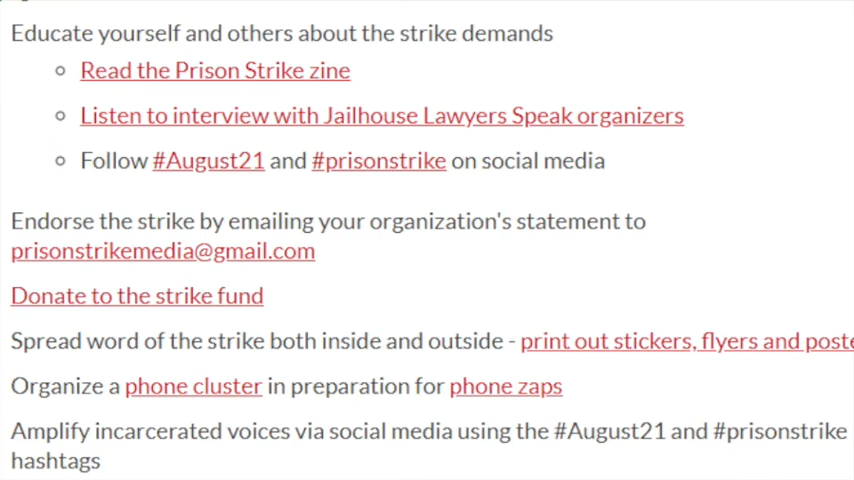 Educate yourself and others about the strike demands
Read the Prison Strike zine
Listen to interview with Jailhouse Lawyers Speak organizers
Follow #August21 and #prisonstrike on social media
Endorse the strike by emailing your organization's statement to
prisonstrikemedia@gmail.com
Donate to the strike fund
Spread word of the strike both inside and outside - print out stickers, flyers and poste
Organize a phone cluster in preparation for phone zaps
Amplify incarcerated voices via social media using the #August21 and #prisonstrike
hashtags